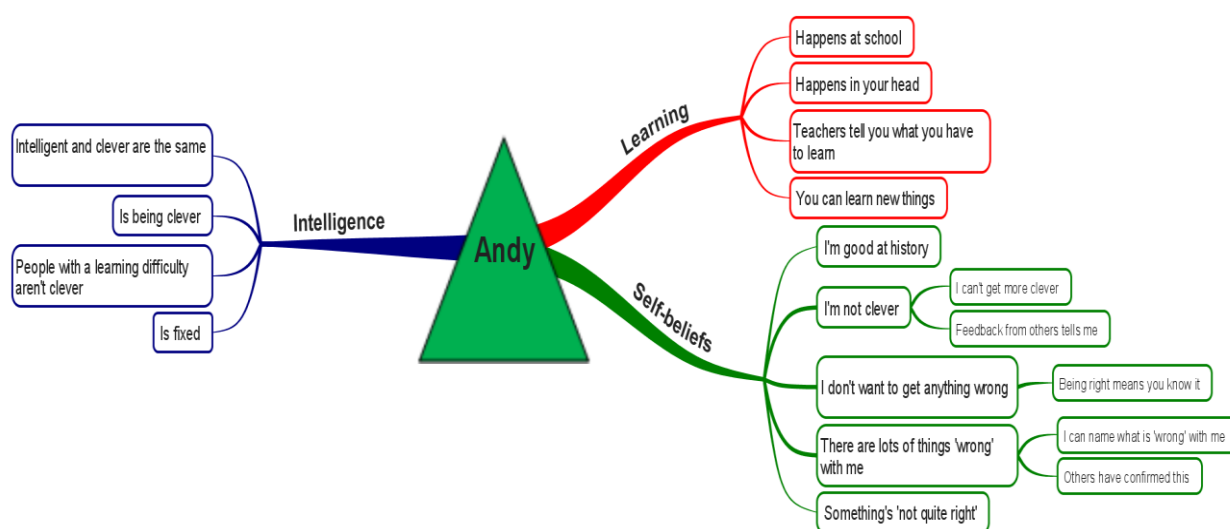 Andy
Intelligence
Intelligent and clever are the same
Is being clever
People with a learning difficulty
aren't clever
Is fixed
Learning
Happens at school
Happens in your head
Teachers tell you what you have
to learn
You can learn new things
Self-beliefs
I'm good at history
I'm not clever
I can't get more clever
Feedback from others tells me
I don't want to get anything wrong
Being right means you know it
There are lots of things 'wrong'
with me
I can name what is 'wrong' with me
Others have confirmed this
Something's 'not quite right'